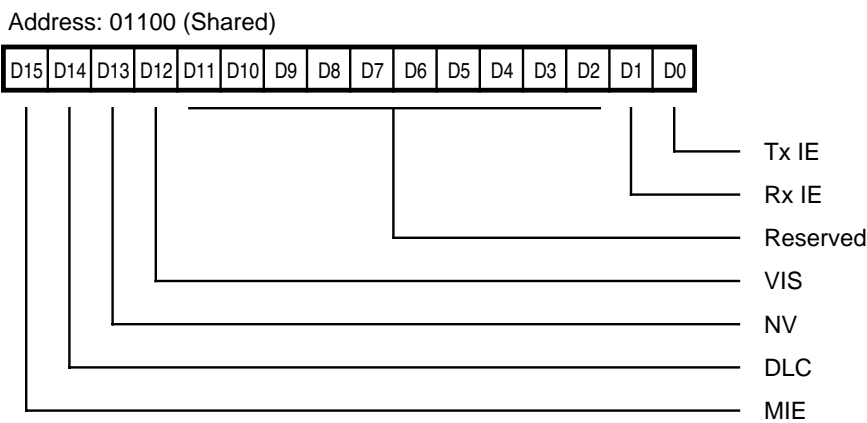 Address: 01100 (Shared)
D15 D14 D13 D12 D11 D10 D9 D8 D7 D6 D5 D4 D3 D2 D1 D0
Tx IE
Rx IE
Reserved
VIS
NV
DLC
MIE